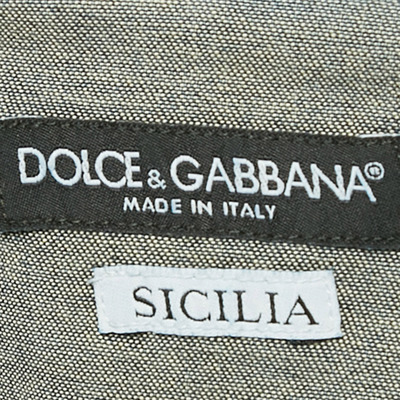 DOLCE & GABBANA®
MADE IN ITALY
SICILIA